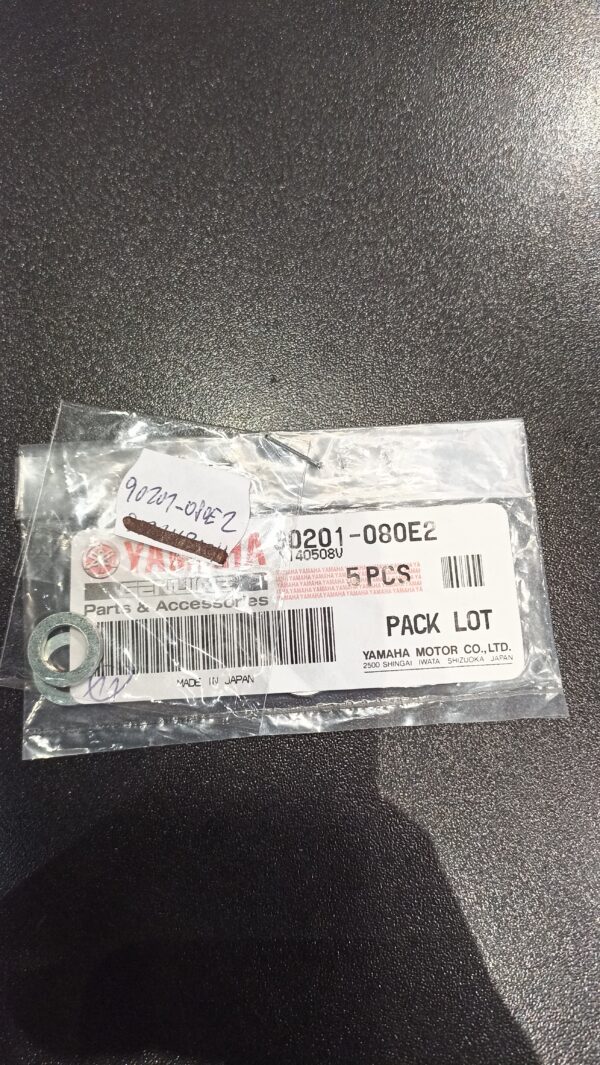 90201-080E2
YAMAHA
0201-080E2
140508V
GENUINE
5 PCS
Parts & Accessories
PACK LOT
YAMAHA MOTOR CO., LTD.
2500 SHINGAI IWATA SHIZUOKA JAPAN
MADE IN JAPAN